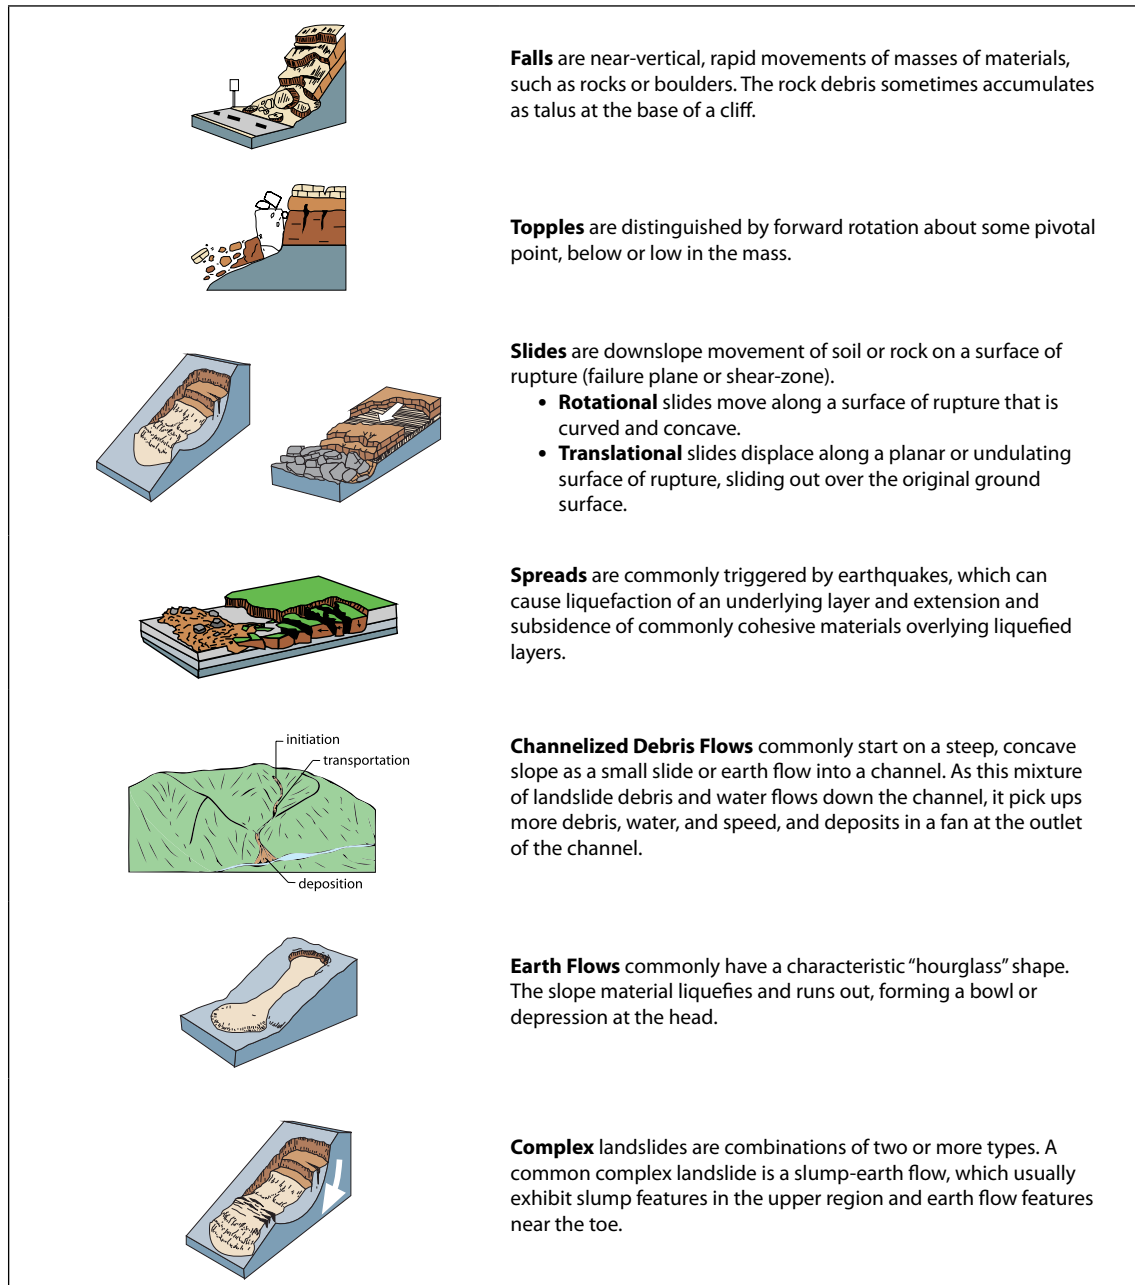 Falls are near-vertical, rapid movements of masses of materials,
such as rocks or boulders. The rock debris sometimes accumulates
as talus at the base of a cliff.
Topples are distinguished by forward rotation about some pivotal
point, below or low in the mass.
Slides are downslope movement of soil or rock on a surface of
rupture (failure plane or shear-zone).
• Rotational slides move along a surface of rupture that is
curved and concave.
• Translational slides displace along a planar or undulating
surface of rupture, sliding out over the original ground
surface.
Spreads are commonly triggered by earthquakes, which can
cause liquefaction of an underlying layer and extension and
subsidence of commonly cohesive materials overlying liquefied
layers.
initiation
transportation
deposition
Channelized Debris Flows commonly start on a steep, concave
slope as a small slide or earth flow into a channel. As this mixture
of landslide debris and water flows down the channel, it pick ups
more debris, water, and speed, and deposits in a fan at the outlet
of the channel.
Earth Flows commonly have a characteristic “hourglass” shape.
The slope material liquefies and runs out, forming a bowl or
depression at the head.
Complex landslides are combinations of two or more types. A
common complex landslide is a slump-earth flow, which usually
exhibit slump features in the upper region and earth flow features
near the toe.